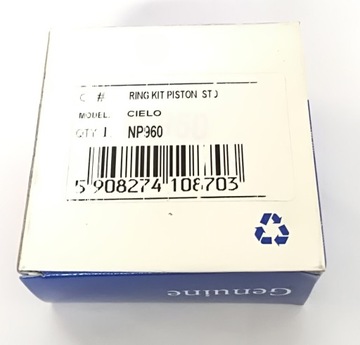 C #
RING KIT PISTON STD
MODEL: CIELO
QTY 1 NP960
5 908274 108703
Genuine